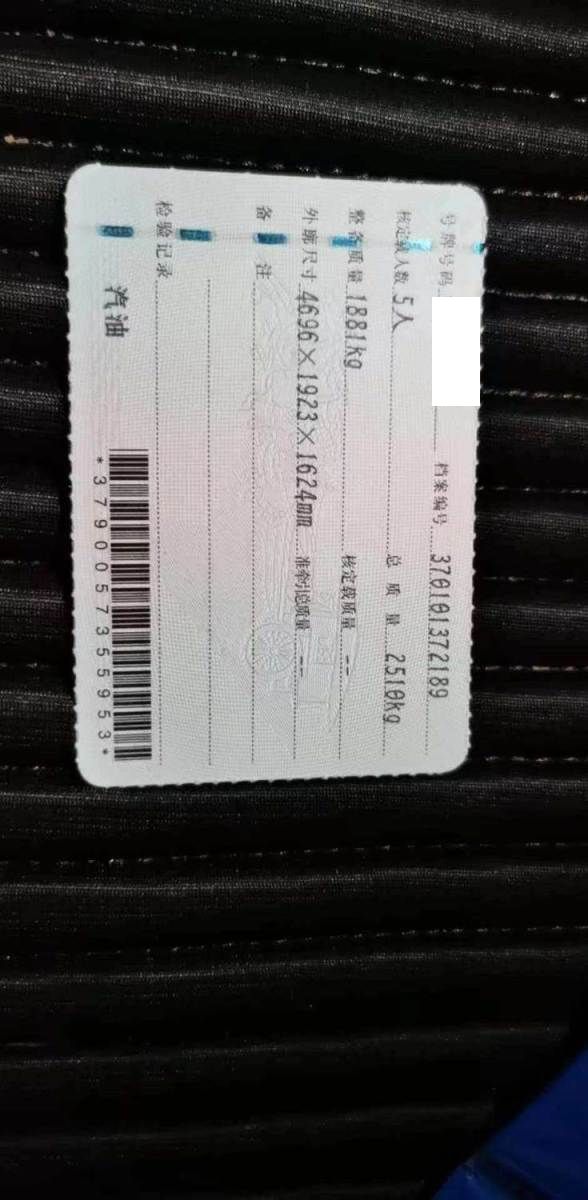 号牌号码 档案编号 370101372189
核定载人数 5人 总质量 2510kg
整备质量 1881kg 核定载质量 --
外廓尺寸 4696×1923×1624mm 准牵引总质量 --
备注
检验记录
汽油
*3790057355953*